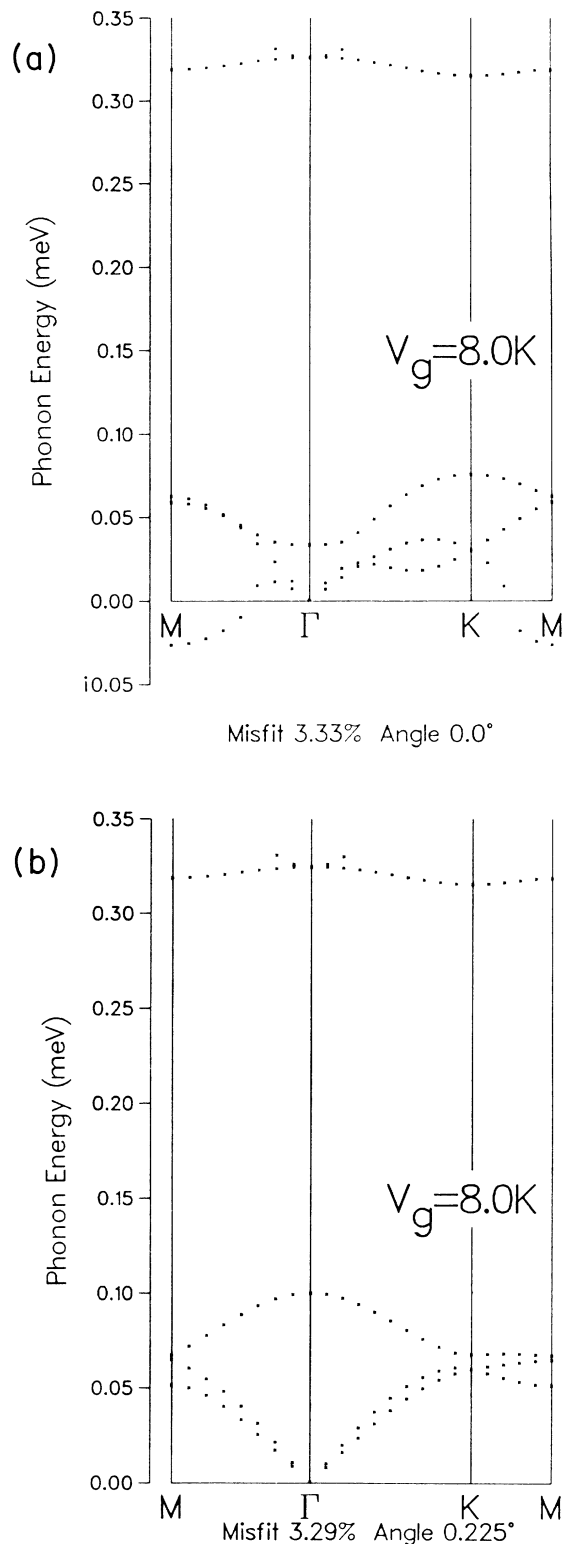 (a)
0.35
0.30
0.25
0.20
0.15
0.10
0.05
0.00
i0.05
Phonon Energy (meV)
Vg=8.0K
M Γ K M
Misfit 3.33% Angle 0.0°
(b)
0.35
0.30
0.25
0.20
0.15
0.10
0.05
0.00
Phonon Energy (meV)
Vg=8.0K
M Γ K M
Misfit 3.29% Angle 0.225°